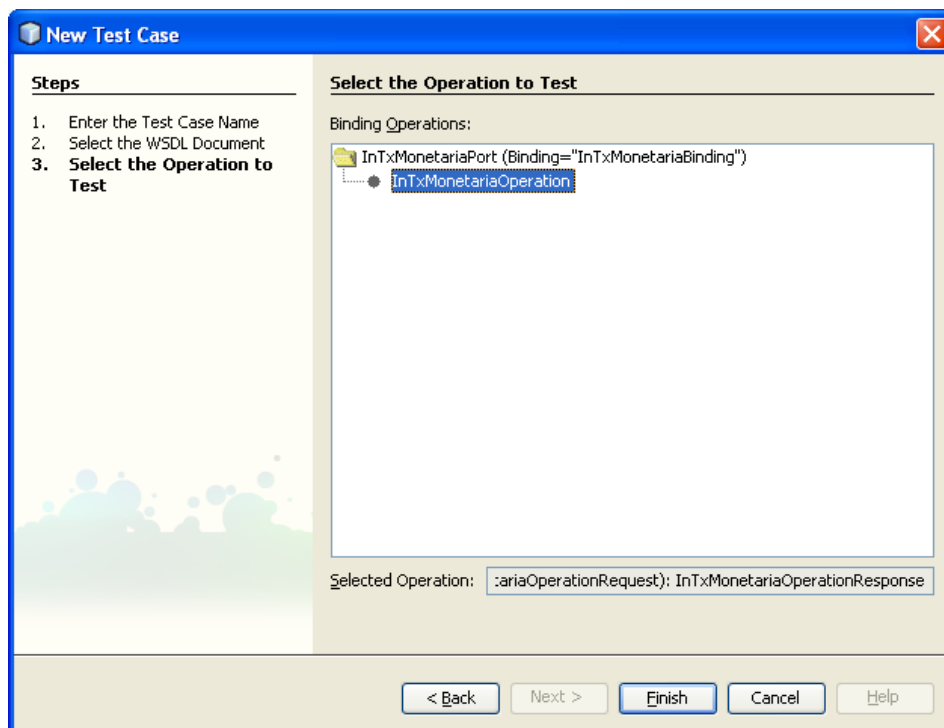 New Test Case
Steps
1. Enter the Test Case Name
2. Select the WSDL Document
3. Select the Operation to
Test
Select the Operation to Test
Binding Operations:
InTxMonetariaPort (Binding="InTxMonetariaBinding")
InTxMonetariaOperation
Selected Operation: :ariaOperationRequest): InTxMonetariaOperationResponse
< Back Next > Finish Cancel Help